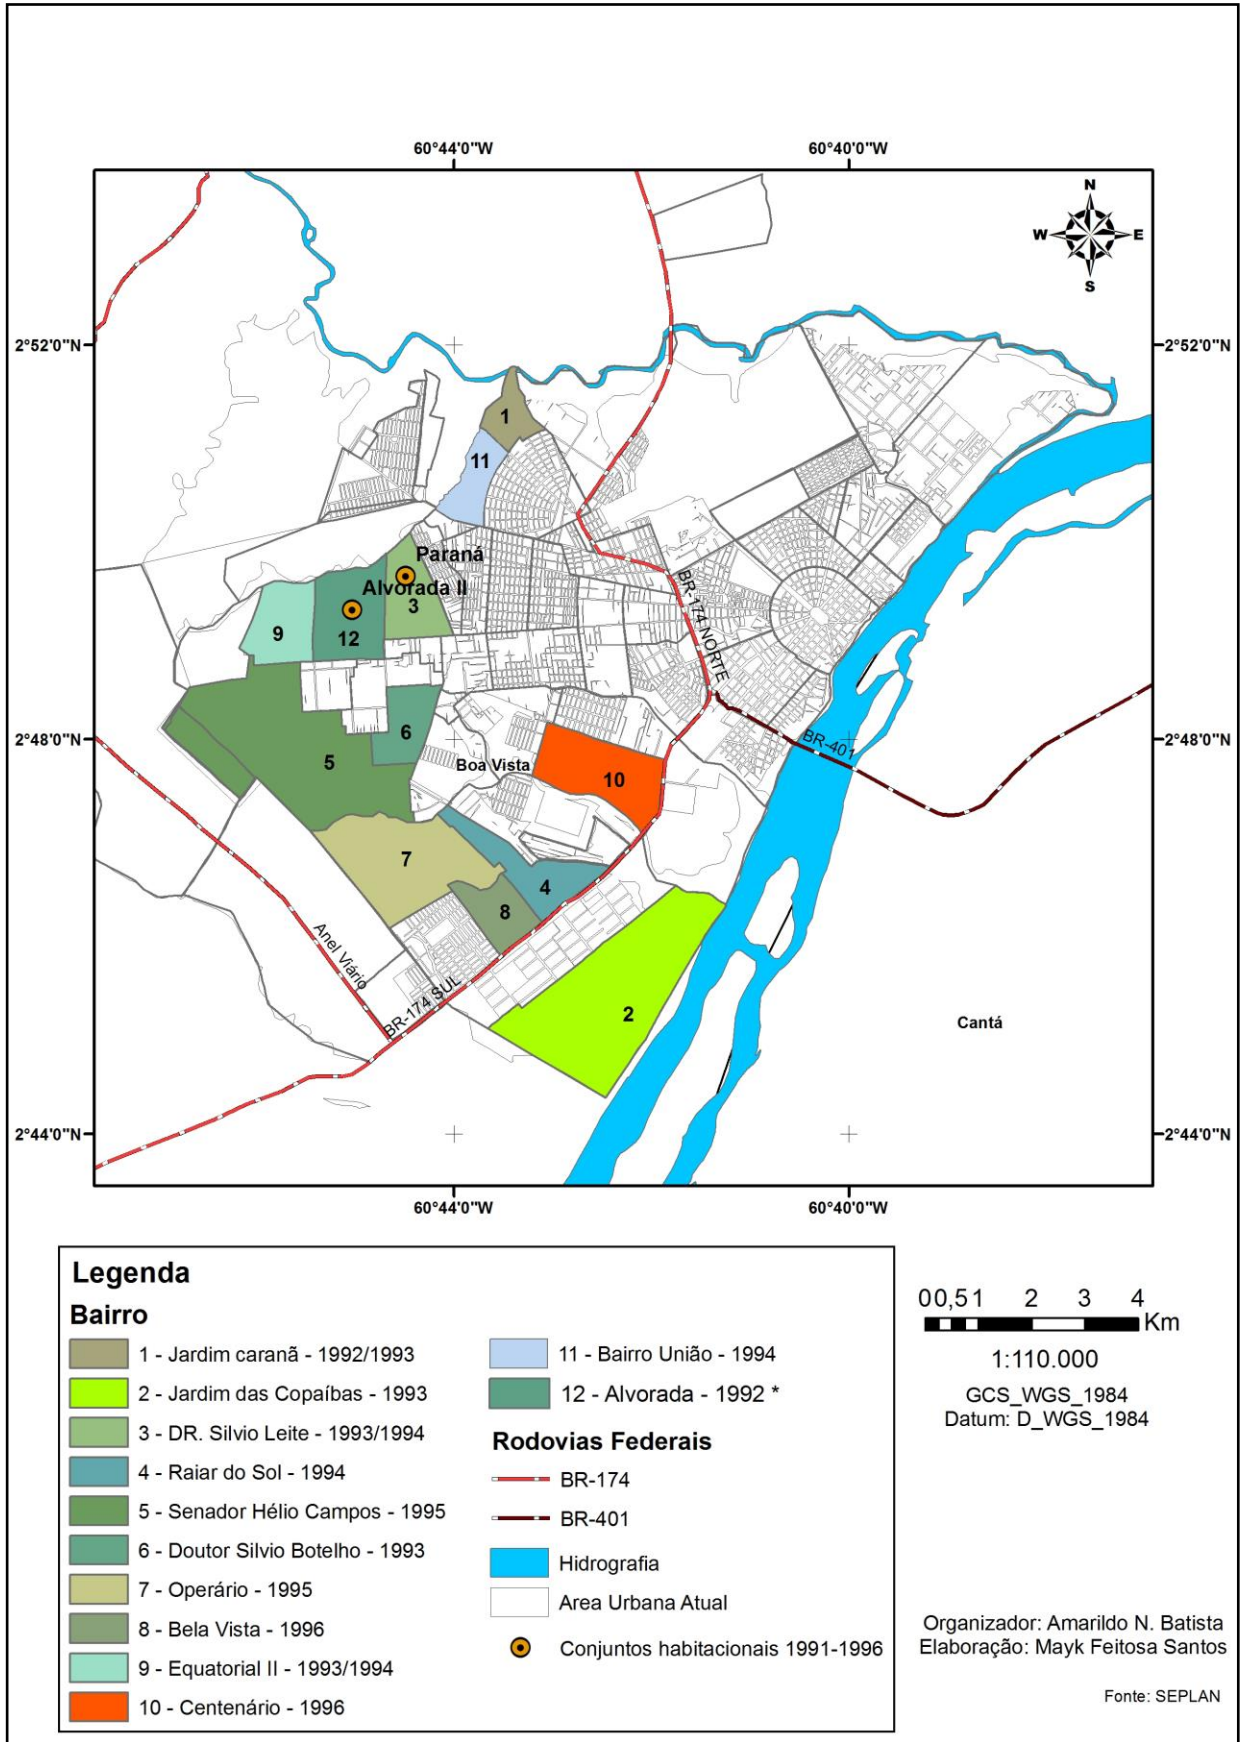 60°44'0"W 60°40'0"W
N
W E
S
2°52'0"N 2°52'0"N
1
11
Paraná
Alvorada II
3
9 12
BR-174 NORTE
6
2°48'0"N 2°48'0"N
5
Boa Vista
BR-401
10
7
4
8
Anel Viário
BR-174 SUL
2
Cantá
2°44'0"N 2°44'0"N
60°44'0"W 60°40'0"W
Legenda
Bairro
1 - Jardim caranã - 1992/1993
2 - Jardim das Copaíbas - 1993
3 - DR. Silvio Leite - 1993/1994
4 - Raiar do Sol - 1994
5 - Senador Hélio Campos - 1995
6 - Doutor Silvio Botelho - 1993
7 - Operário - 1995
8 - Bela Vista - 1996
9 - Equatorial II - 1993/1994
10 - Centenário - 1996
11 - Bairro União - 1994
12 - Alvorada - 1992 *
Rodovias Federais
BR-174
BR-401
Hidrografia
Area Urbana Atual
Conjuntos habitacionais 1991-1996
0 0,5 1 2 3 4
Km
1:110.000
GCS_WGS_1984
Datum: D_WGS_1984
Organizador: Amarildo N. Batista
Elaboração: Mayk Feitosa Santos
Fonte: SEPLAN